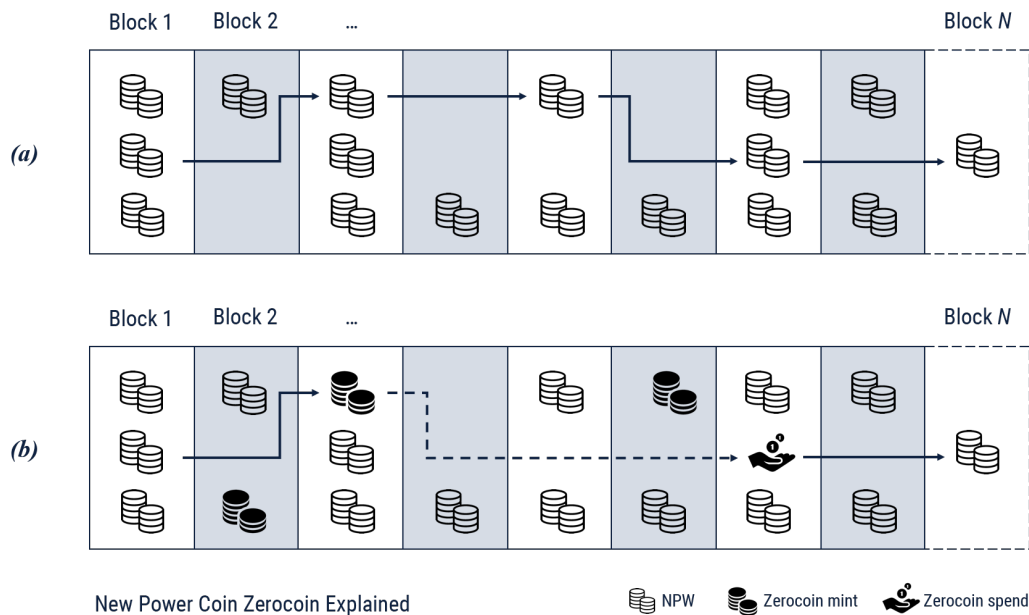 Block 1 Block 2 ... Block N
(a)
Block 1 Block 2 ... Block N
(b)
New Power Coin Zerocoin Explained NPW Zerocoin mint Zerocoin spend